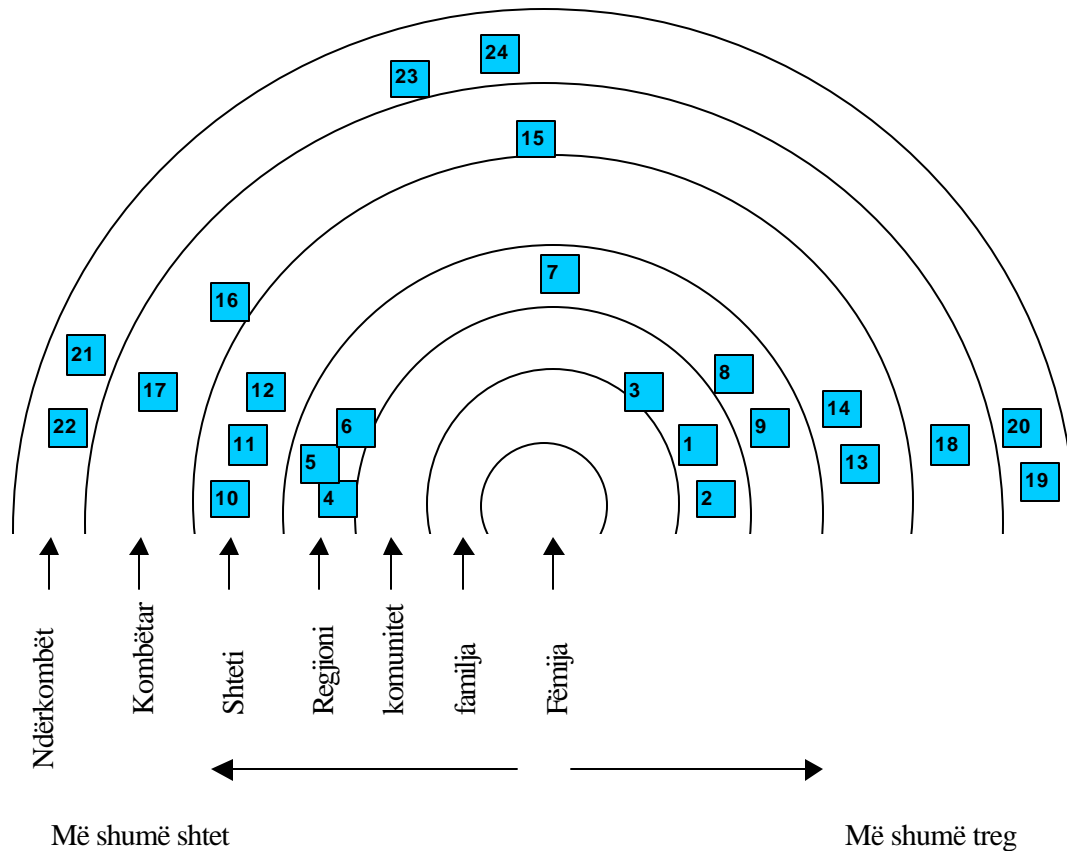 24
23
15
7
16
21
8
3
12
17
14
20
22
6
9
11
1
18
5
13
19
10
4
2
Ndërkombët
Kombëtar
Shteti
Regjioni
komunitet
familja
Fëmija
Më shumë shtet
Më shumë treg